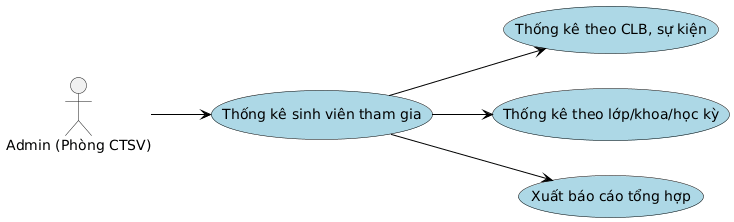 Thống kê theo CLB, sự kiện
Thống kê sinh viên tham gia
Thống kê theo lớp/khoa/học kỳ
Admin (Phòng CTSV)
Xuất báo cáo tổng hợp